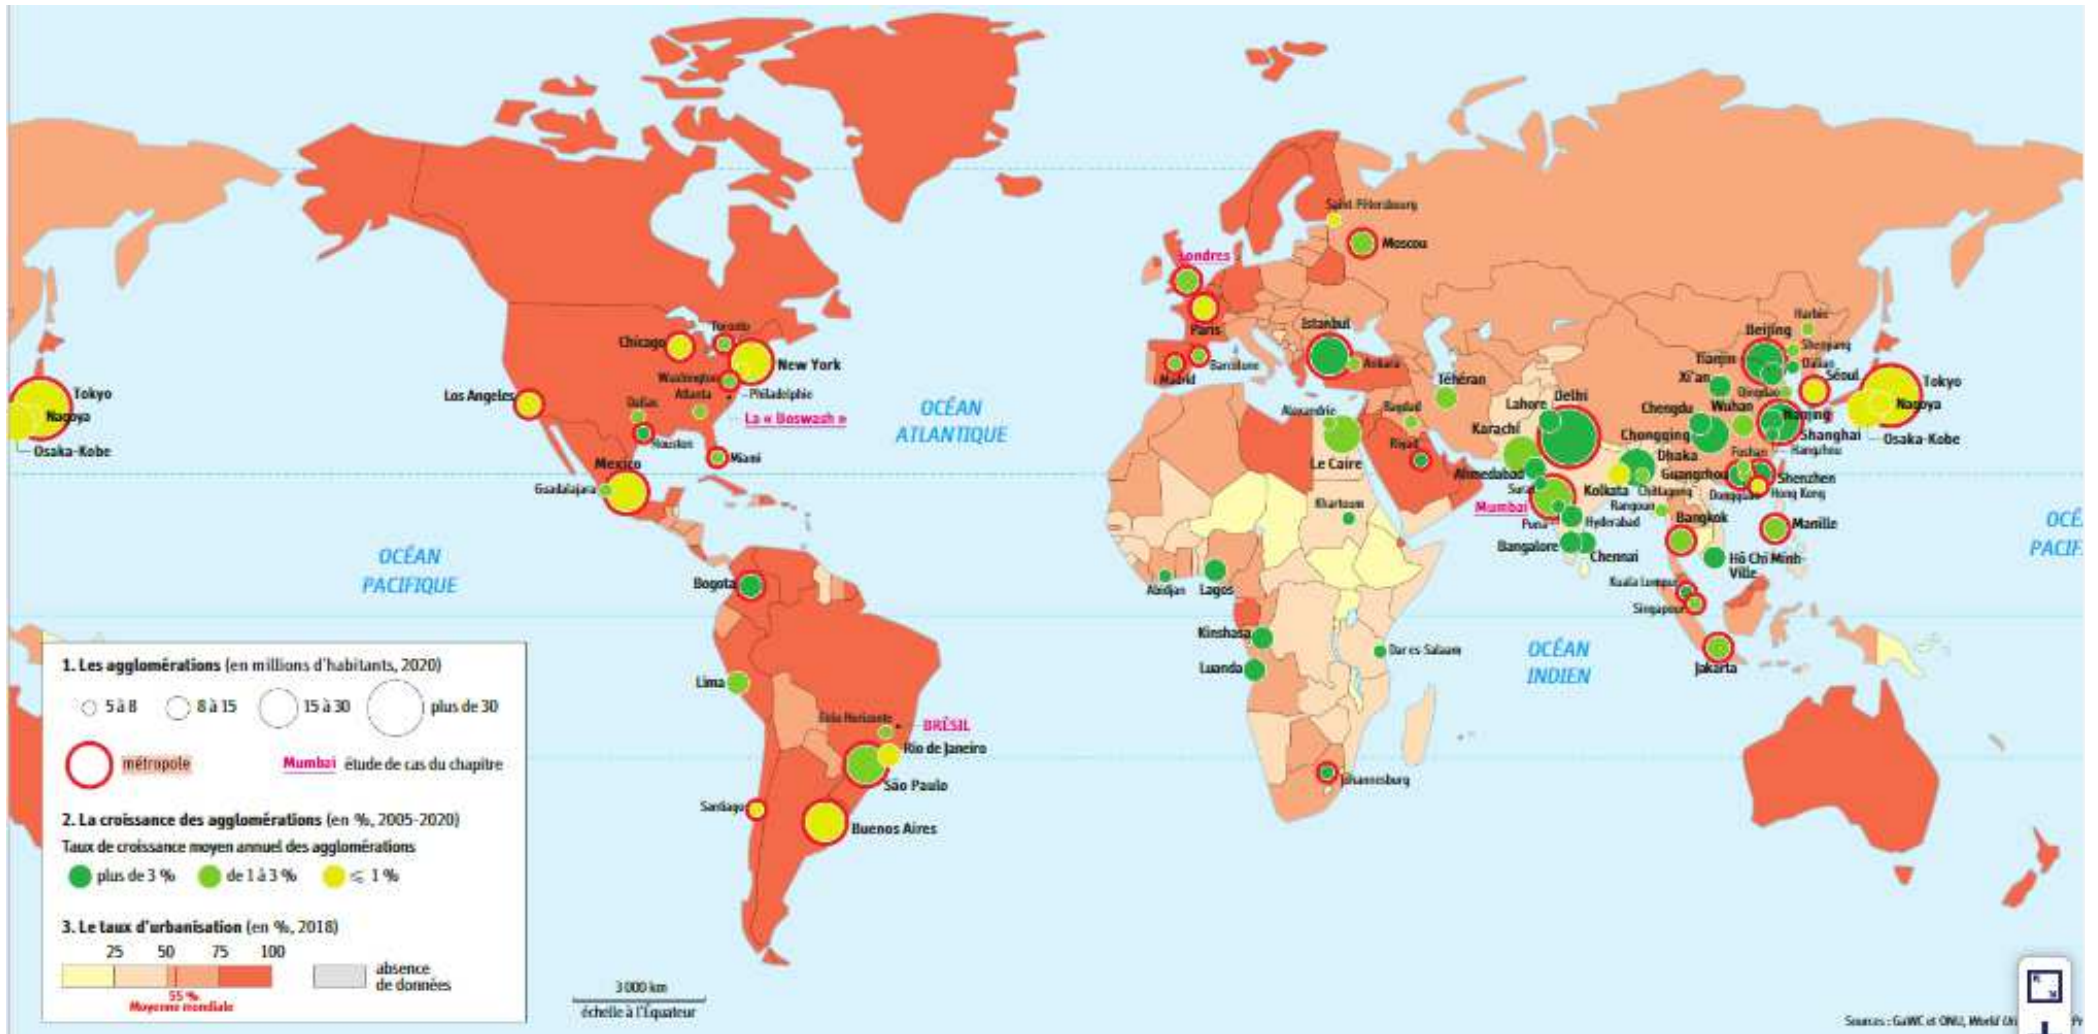 Saint Pétersbourg
Moscou
Londres
Paris
Istanbul
Ankara
Madrid
Barcelone
Téhéran
Bagdad
Alexandrie
Le Caire
Riyad
Khartoum
Abidjan
Lagos
Kinshasa
Luanda
Dar es-Salaam
Johannesburg
Chicago
Toronto
New York
Washington
Philadelphie
Atlanta
La « Boswash »
Los Angeles
Dallas
Houston
Miami
Mexico
Guadalajara
Bogota
Lima
Belo Horizonte
BRÉSIL
Rio de Janeiro
São Paulo
Santiago
Buenos Aires
Tokyo
Nagoya
Osaka-Kobe
OCÉAN
ATLANTIQUE
OCÉAN
PACIFIQUE
OCÉAN
INDIEN
OCÉ
PACIF
Harbin
Beijing
Shenyang
Tianjin
Dalian
Xi'an
Séoul
Qingdao
Tokyo
Nagoya
Osaka-Kobe
Lahore
Delhi
Chengdu
Wuhan
Nanjing
Karachi
Chongqing
Shanghai
Hangzhou
Dhaka
Foshan
Ahmedabad
Guangzhou
Shenzhen
Surat
Kolkata
Chittagong
Dongguan
Hong Kong
Mumbai
Rangoun
Bangkok
Manille
Pune
Hyderabad
Bangalore
Chennai
Hô Chi Minh-
Ville
Kuala Lumpur
Singapour
Jakarta
1. Les agglomérations (en millions d'habitants, 2020)
5 à 8
8 à 15
15 à 30
plus de 30
métropole
Mumbai étude de cas du chapitre
2. La croissance des agglomérations (en %, 2005-2020)
Taux de croissance moyen annuel des agglomérations
plus de 3 %
de 1 à 3 %
⩽ 1 %
3. Le taux d'urbanisation (en %, 2018)
25 50 75 100
absence
de données
55 %
Moyenne mondiale
3 000 km
échelle à l'Équateur
Sources : GaWC et ONU, World